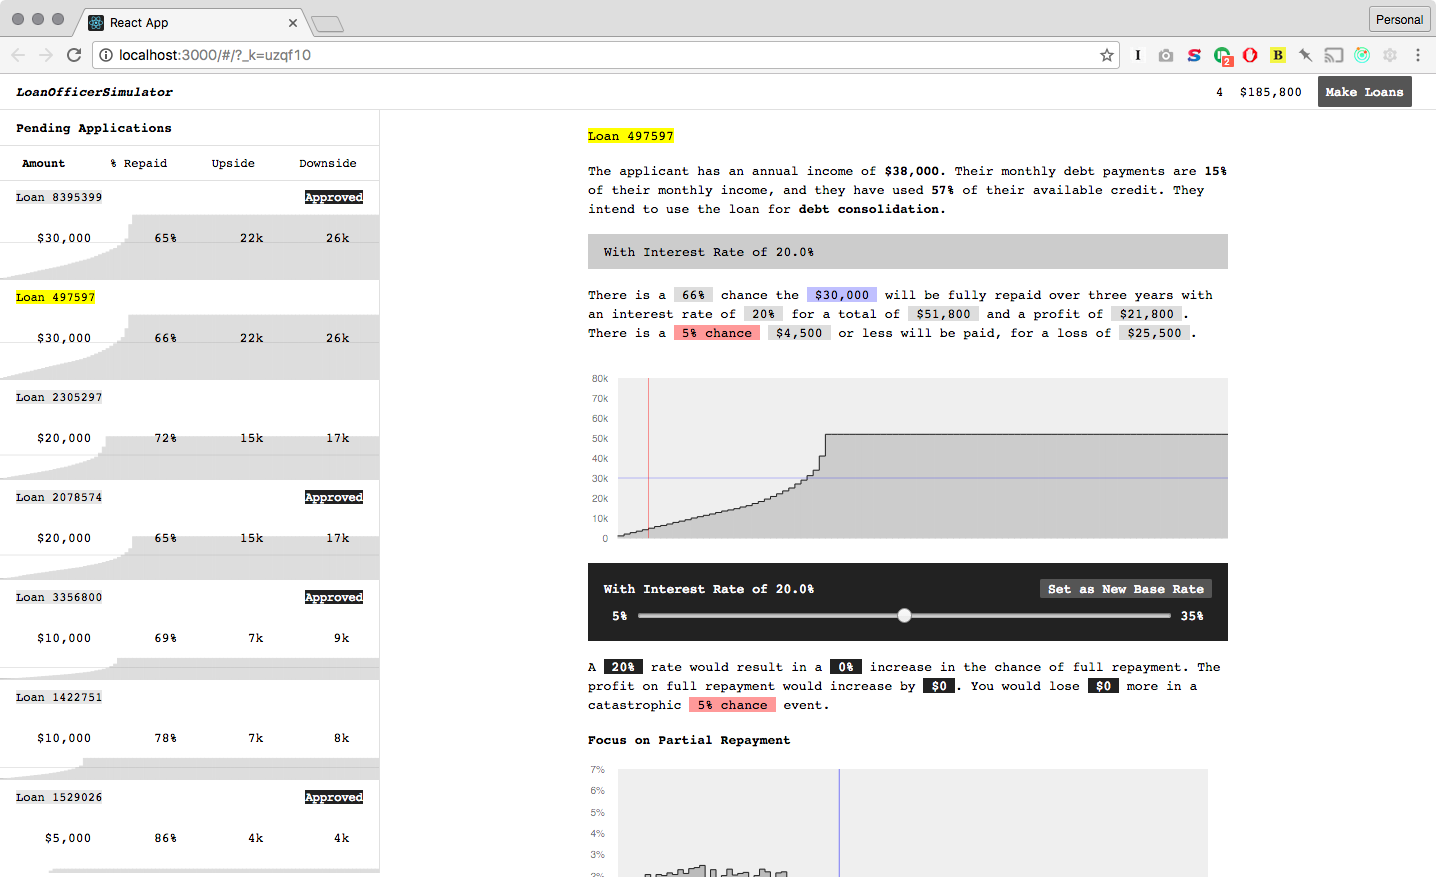 React App
Personal
localhost:3000/#/?_k=uzqf10
I
S
2
B
LoanOfficerSimulator
4 $185,800 Make Loans
Pending Applications
Amount % Repaid Upside Downside
Loan 8395399 Approved
$30,000 65% 22k 26k
Loan 497597
$30,000 66% 22k 26k
Loan 2305297
$20,000 72% 15k 17k
Loan 2078574 Approved
$20,000 65% 15k 17k
Loan 3356800 Approved
$10,000 69% 7k 9k
Loan 1422751
$10,000 78% 7k 8k
Loan 1529026 Approved
$5,000 86% 4k 4k
Loan 497597
The applicant has an annual income of $38,000. Their monthly debt payments are 15%
of their monthly income, and they have used 57% of their available credit. They
intend to use the loan for debt consolidation.
With Interest Rate of 20.0%
There is a 66% chance the $30,000 will be fully repaid over three years with
an interest rate of 20% for a total of $51,800 and a profit of $21,800 .
There is a 5% chance $4,500 or less will be paid, for a loss of $25,500 .
80k
70k
60k
50k
40k
30k
20k
10k
0
With Interest Rate of 20.0% Set as New Base Rate
5% 35%
A 20% rate would result in a 0% increase in the chance of full repayment. The
profit on full repayment would increase by $0 . You would lose $0 more in a
catastrophic 5% chance event.
Focus on Partial Repayment
7%
6%
5%
4%
3%